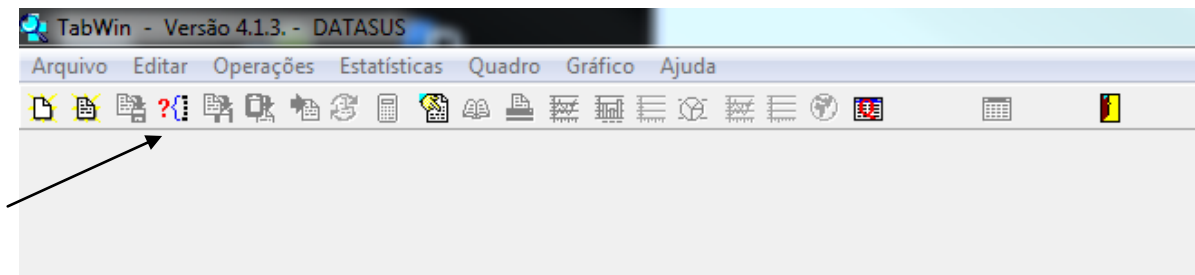 TabWin - Versão 4.1.3. - DATASUS
Arquivo Editar Operações Estatísticas Quadro Gráfico Ajuda
?{